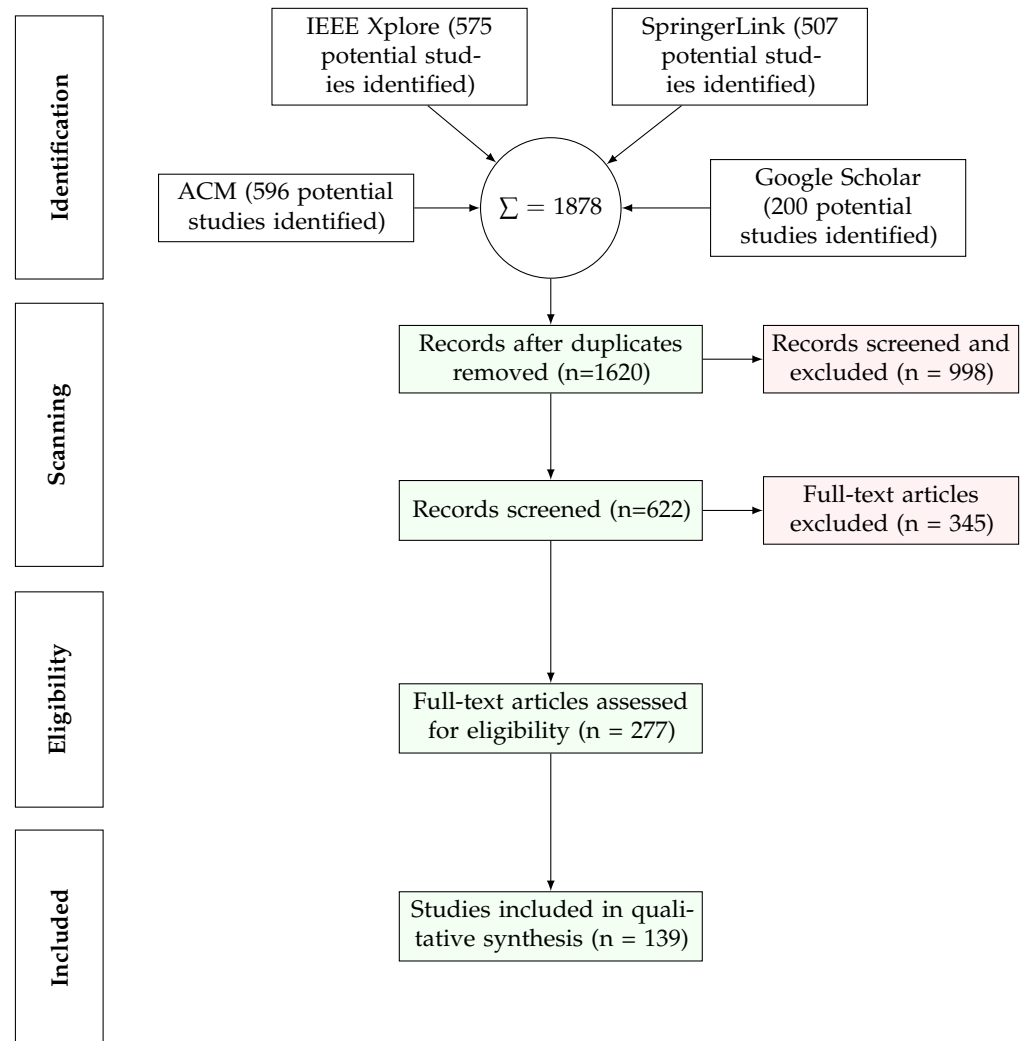 Identification
IEEE Xplore (575
potential stud-
ies identified)
SpringerLink (507
potential stud-
ies identified)
ACM (596 potential
studies identified)
∑ = 1878
Google Scholar
(200 potential
studies identified)
Scanning
Records after duplicates
removed (n=1620)
Records screened and
excluded (n = 998)
Records screened (n=622)
Full-text articles
excluded (n = 345)
Eligibility
Full-text articles assessed
for eligibility (n = 277)
Included
Studies included in quali-
tative synthesis (n = 139)